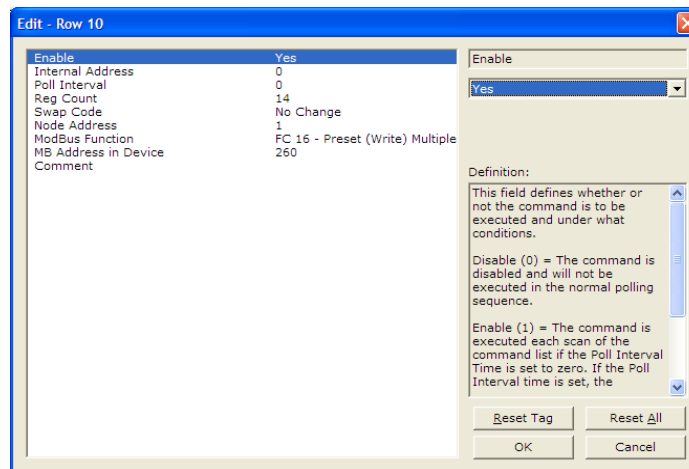 Edit - Row 10
Enable Yes
Internal Address 0
Poll Interval 0
Reg Count 14
Swap Code No Change
Node Address 1
ModBus Function FC 16 - Preset (Write) Multiple
MB Address in Device 260
Comment
Enable
Yes
Definition:
This field defines whether or
not the command is to be
executed and under what
conditions.
Disable (0) = The command is
disabled and will not be
executed in the normal polling
sequence.
Enable (1) = The command is
executed each scan of the
command list if the Poll Interval
Time is set to zero. If the Poll
Interval time is set, the
Reset Tag Reset All
OK Cancel